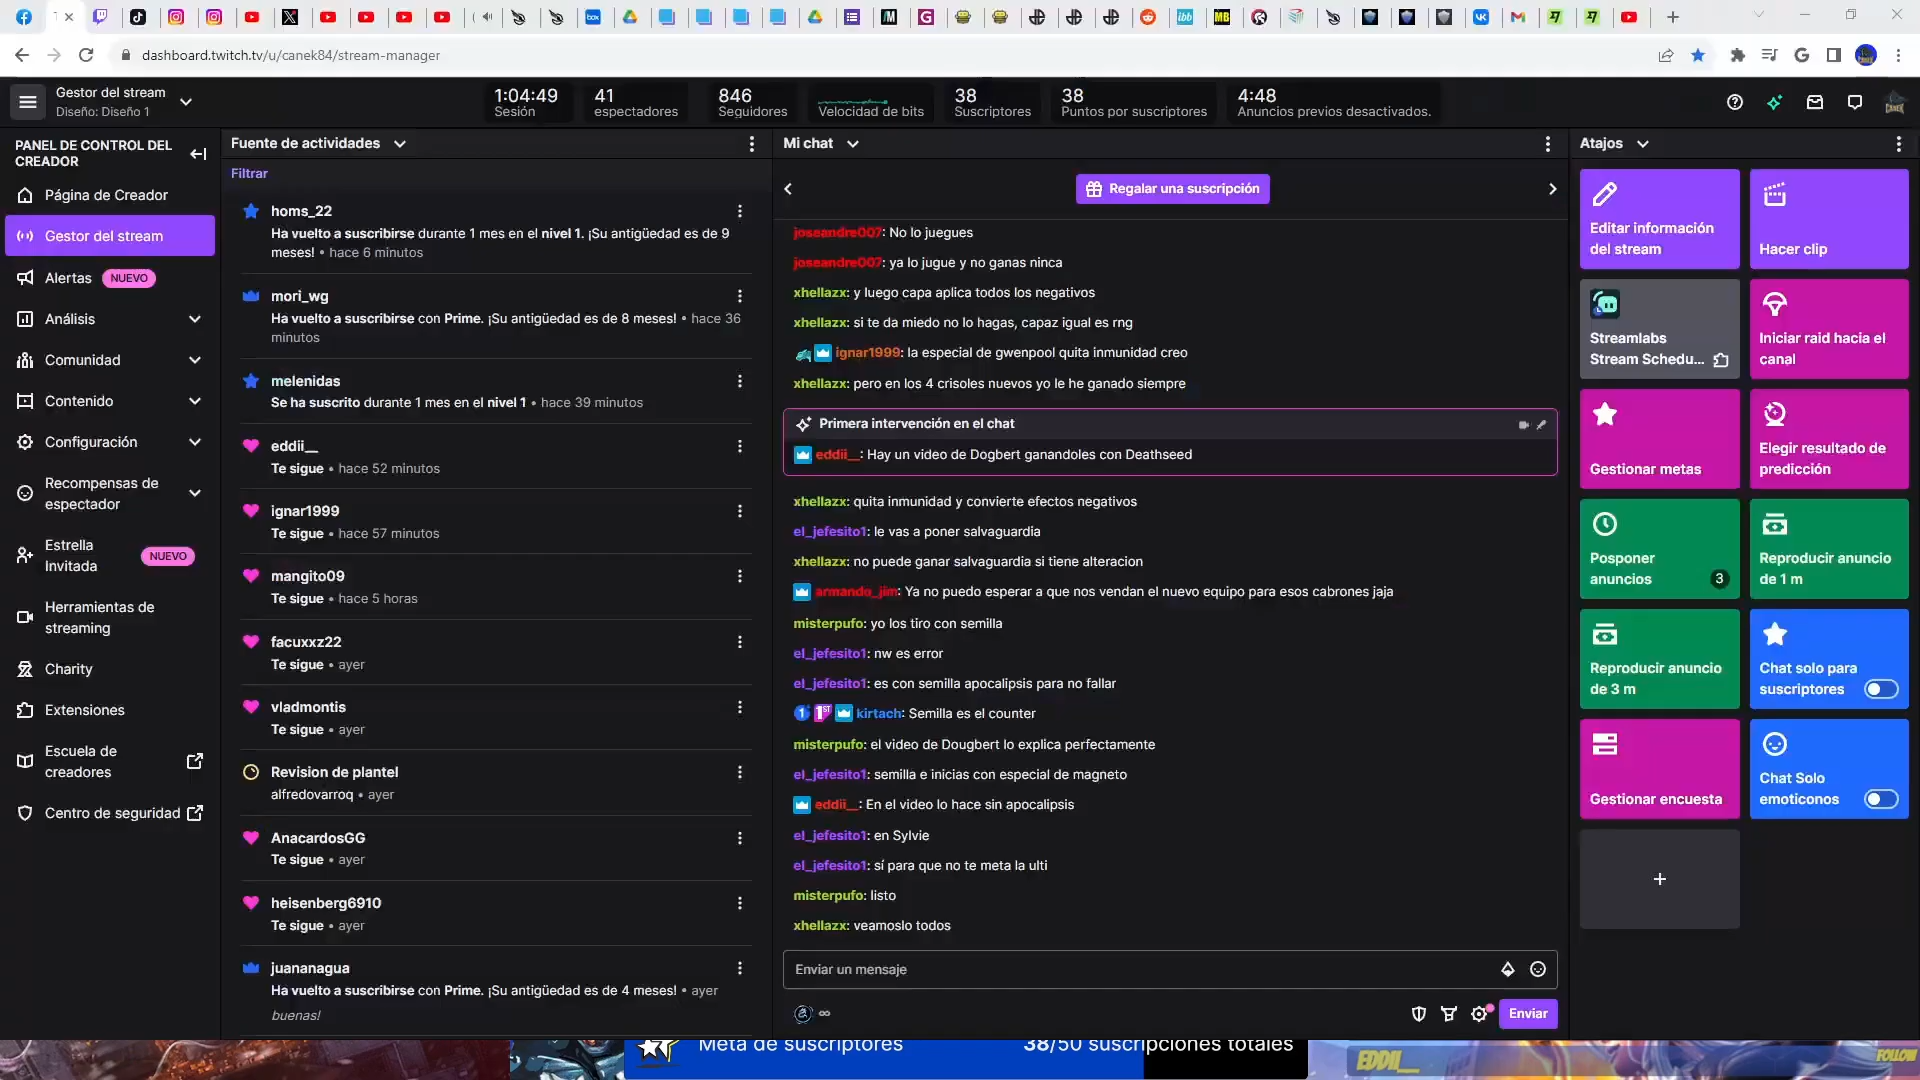 dashboard.twitch.tv/u/canek84/stream-manager
Gestor del stream
Diseño: Diseño 1
1:04:49
Sesión
41
espectadores
846
Seguidores
Velocidad de bits
38
Suscriptores
38
Puntos por suscriptores
4:48
Anuncios previos desactivados.
PANEL DE CONTROL DEL
CREADOR
Página de Creador
Gestor del stream
Alertas NUEVO
Análisis
Comunidad
Contenido
Configuración
Recompensas de
espectador
Estrella
Invitada NUEVO
Herramientas de
streaming
Charity
Extensiones
Escuela de
creadores
Centro de seguridad
Fuente de actividades
Filtrar
homs_22
Ha vuelto a suscribirse durante 1 mes en el nivel 1. ¡Su antigüedad es de 9
meses! • hace 6 minutos
mori_wg
Ha vuelto a suscribirse con Prime. ¡Su antigüedad es de 8 meses! • hace 36
minutos
melenidas
Se ha suscrito durante 1 mes en el nivel 1 • hace 39 minutos
eddii__
Te sigue • hace 52 minutos
ignar1999
Te sigue • hace 57 minutos
mangito09
Te sigue • hace 5 horas
facuxxz22
Te sigue • ayer
vladmontis
Te sigue • ayer
Revision de plantel
alfredovarroq • ayer
AnacardosGG
Te sigue • ayer
heisenberg6910
Te sigue • ayer
juananagua
Ha vuelto a suscribirse con Prime. ¡Su antigüedad es de 4 meses! • ayer
buenas!
Mi chat
Regalar una suscripción
joseandre007: No lo juegues
joseandre007: ya lo jugue y no ganas ninca
xhellazx: y luego capa aplica todos los negativos
xhellazx: si te da miedo no lo hagas, capaz igual es rng
ignar1999: la especial de gwenpool quita inmunidad creo
xhellazx: pero en los 4 crisoles nuevos yo le he ganado siempre
Primera intervención en el chat
eddii__: Hay un video de Dogbert ganandoles con Deathseed
xhellazx: quita inmunidad y convierte efectos negativos
el_jefesito1: le vas a poner salvaguardia
xhellazx: no puede ganar salvaguardia si tiene alteracion
armando_jim: Ya no puedo esperar a que nos vendan el nuevo equipo para esos cabrones jaja
misterpufo: yo los tiro con semilla
el_jefesito1: nw es error
el_jefesito1: es con semilla apocalipsis para no fallar
kirtach: Semilla es el counter
misterpufo: el video de Dougbert lo explica perfectamente
el_jefesito1: semilla e inicias con especial de magneto
eddii__: En el video lo hace sin apocalipsis
el_jefesito1: en Sylvie
el_jefesito1: sí para que no te meta la ulti
misterpufo: listo
xhellazx: veamoslo todos
Enviar un mensaje
Enviar
Atajos
Editar información
del stream
Hacer clip
Streamlabs
Stream Schedu...
Iniciar raid hacia el
canal
Gestionar metas
Elegir resultado de
predicción
Posponer
anuncios 3
Reproducir anuncio
de 1 m
Reproducir anuncio
de 3 m
Chat solo para
suscriptores
Gestionar encuesta
Chat Solo
emoticonos
Meta de suscriptores 38/50 suscripciones totales
EDDII__
FOLLOW